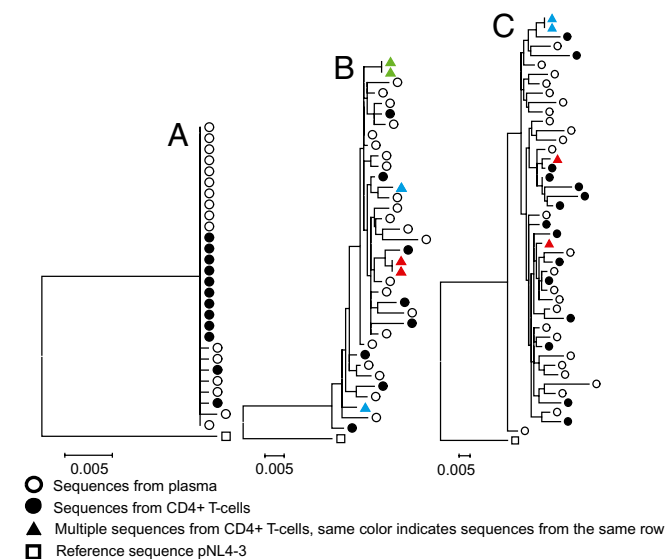 C
B
A
0.005
0.005
0.005
Sequences from plasma
Sequences from CD4+ T-cells
Multiple sequences from CD4+ T-cells, same color indicates sequences from the same row
Reference sequence pNL4-3